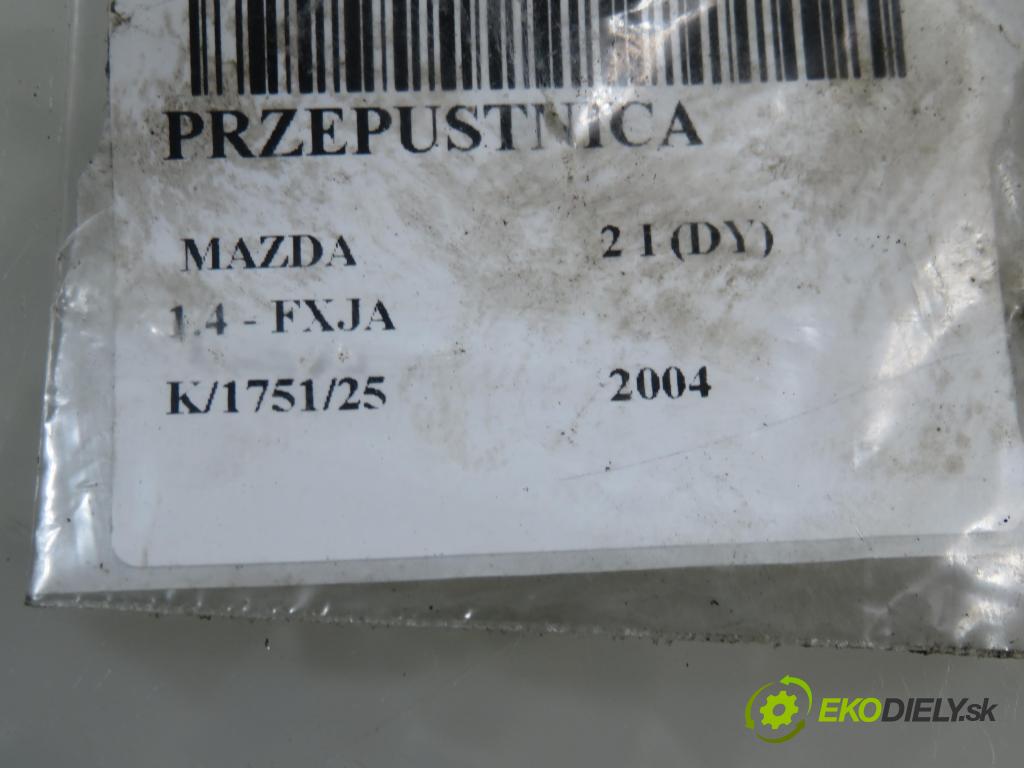 PRZEPUSTNICA
MAZDA 2 I (DY)
1.4 - FXJA
K/1751/25 2004
EKODIELY.sk